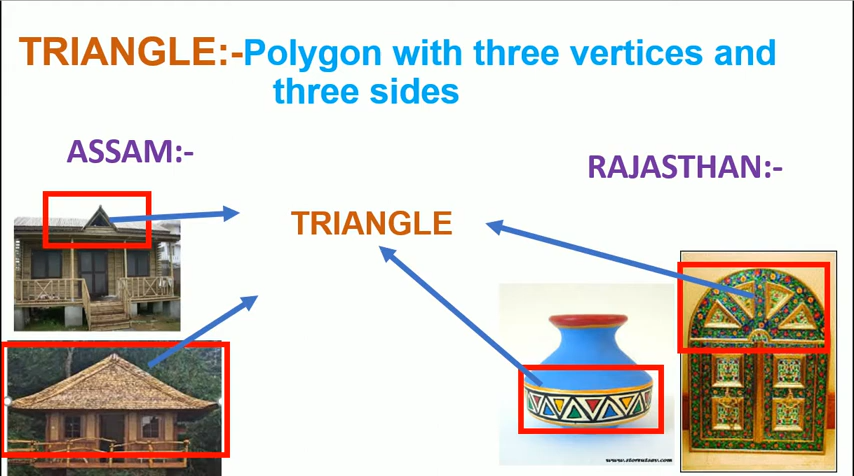 TRIANGLE:-Polygon with three vertices and
three sides
ASSAM:-
RAJASTHAN:-
TRIANGLE